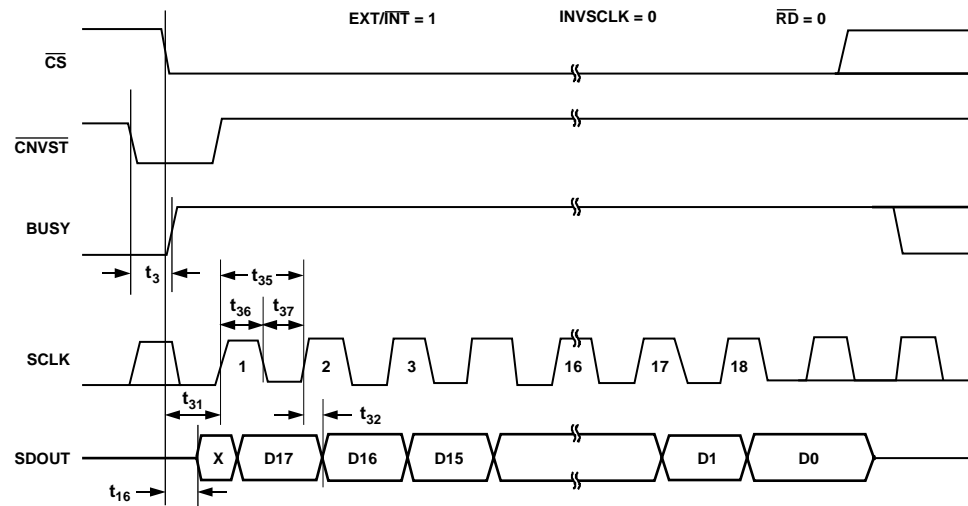 EXT/INT = 1 INVSCLK = 0 RD = 0
CS
CNVST
BUSY
t3
t35
t36 t37
SCLK
1 2 3 16 17 18
t31
t32
SDOUT
X D17 D16 D15 D1 D0
t16